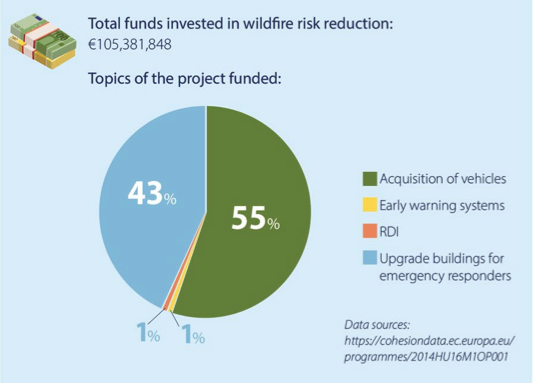 Total funds invested in wildfire risk reduction:
€105,381,848
Topics of the project funded:
43%
55%
1%
1%
Acquisition of vehicles
Early warning systems
RDI
Upgrade buildings for
emergency responders
Data sources:
https://cohesiondata.ec.europa.eu/
programmes/2014HU16M1OP001